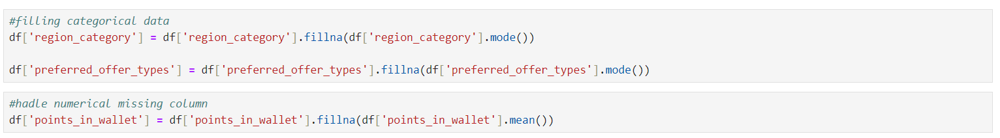 #filling categorical data
df['region_category'] = df['region_category'].fillna(df['region_category'].mode())
df['preferred_offer_types'] = df['preferred_offer_types'].fillna(df['preferred_offer_types'].mode())
#hadle numerical missing column
df['points_in_wallet'] = df['points_in_wallet'].fillna(df['points_in_wallet'].mean())